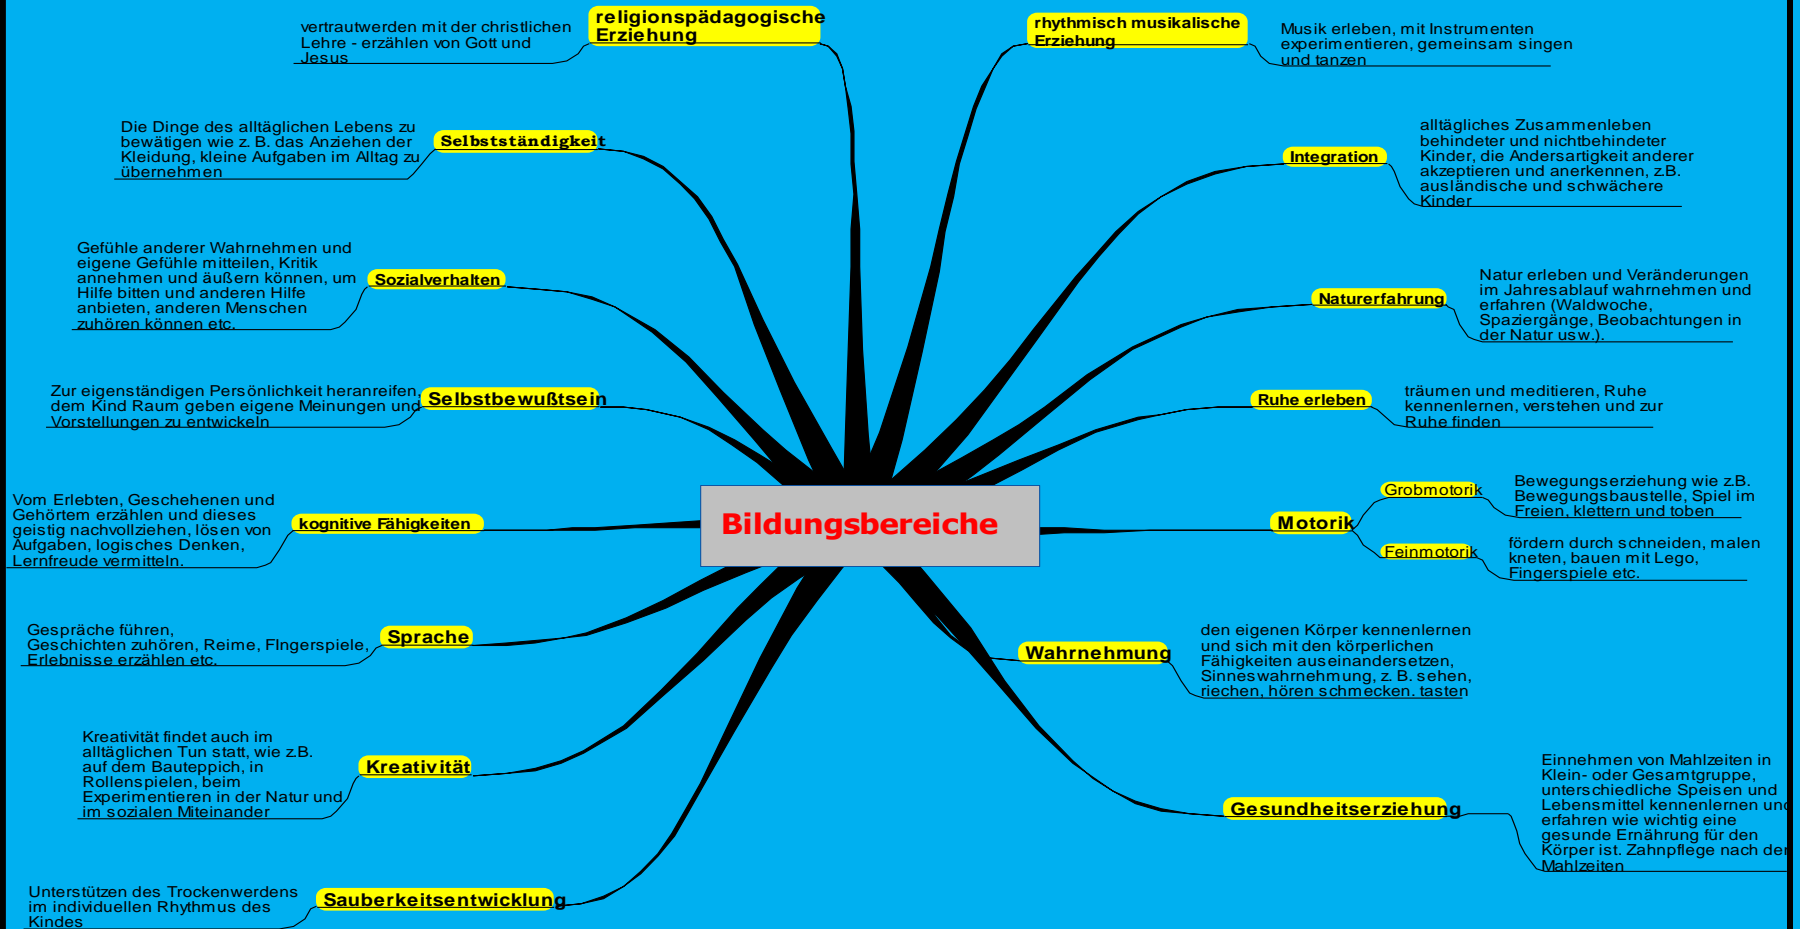 Bildungsbereiche
religionspädagogische
Erziehung
vertrautwerden mit der christlichen
Lehre - erzählen von Gott und
Jesus
Selbstständigkeit
Die Dinge des alltäglichen Lebens zu
bewätigen wie z. B. das Anziehen der
Kleidung, kleine Aufgaben im Alltag zu
übernehmen
Sozialverhalten
Gefühle anderer Wahrnehmen und
eigene Gefühle mitteilen, Kritik
annehmen und äußern können, um
Hilfe bitten und anderen Hilfe
anbieten, anderen Menschen
zuhören können etc.
Selbstbewußtsein
Zur eigenständigen Persönlichkeit heranreifen,
dem Kind Raum geben eigene Meinungen und
Vorstellungen zu entwickeln
kognitive Fähigkeiten
Vom Erlebten, Geschehenen und
Gehörtem erzählen und dieses
geistig nachvollziehen, lösen von
Aufgaben, logisches Denken,
Lernfreude vermitteln.
Sprache
Gespräche führen,
Geschichten zuhören, Reime, FIngerspiele,
Erlebnisse erzählen etc.
Kreativität
Kreativität findet auch im
alltäglichen Tun statt, wie z.B.
auf dem Bauteppich, in
Rollenspielen, beim
Experimentieren in der Natur und
im sozialen Miteinander
Sauberkeitsentwicklung
Unterstützen des Trockenwerdens
im individuellen Rhythmus des
Kindes
rhythmisch musikalische
Erziehung
Musik erleben, mit Instrumenten
experimentieren, gemeinsam singen
und tanzen
Integration
alltägliches Zusammenleben
behinderter und nichtbehinderter
Kinder, die Andersartigkeit anderer
akzeptieren und anerkennen, z.B.
ausländische und schwächere
Kinder
Naturerfahrung
Natur erleben und Veränderungen
im Jahresablauf wahrnehmen und
erfahren (Waldwoche,
Spaziergänge, Beobachtungen in
der Natur usw.).
Ruhe erleben
träumen und meditieren, Ruhe
kennenlernen, verstehen und zur
Ruhe finden
Motorik
Grobmotorik
Bewegungserziehung wie z.B.
Bewegungsbaustelle, Spiel im
Freien, klettern und toben
Feinmotorik
fördern durch schneiden, malen
kneten, bauen mit Lego,
Fingerspiele etc.
Wahrnehmung
den eigenen Körper kennenlernen
und sich mit den körperlichen
Fähigkeiten auseinandersetzen,
Sinneswahrnehmung, z. B. sehen,
riechen, hören schmecken. tasten
Gesundheitserziehung
Einnehmen von Mahlzeiten in
Klein- oder Gesamtgruppe,
unterschiedliche Speisen und
Lebensmittel kennenlernen und
erfahren wie wichtig eine
gesunde Ernährung für den
Körper ist. Zahnpflege nach den
Mahlzeiten